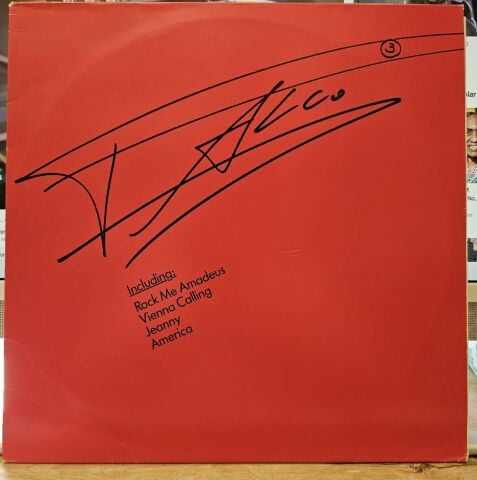 3
FALCO
Including:
Rock Me Amadeus
Vienna Calling
Jeanny
America